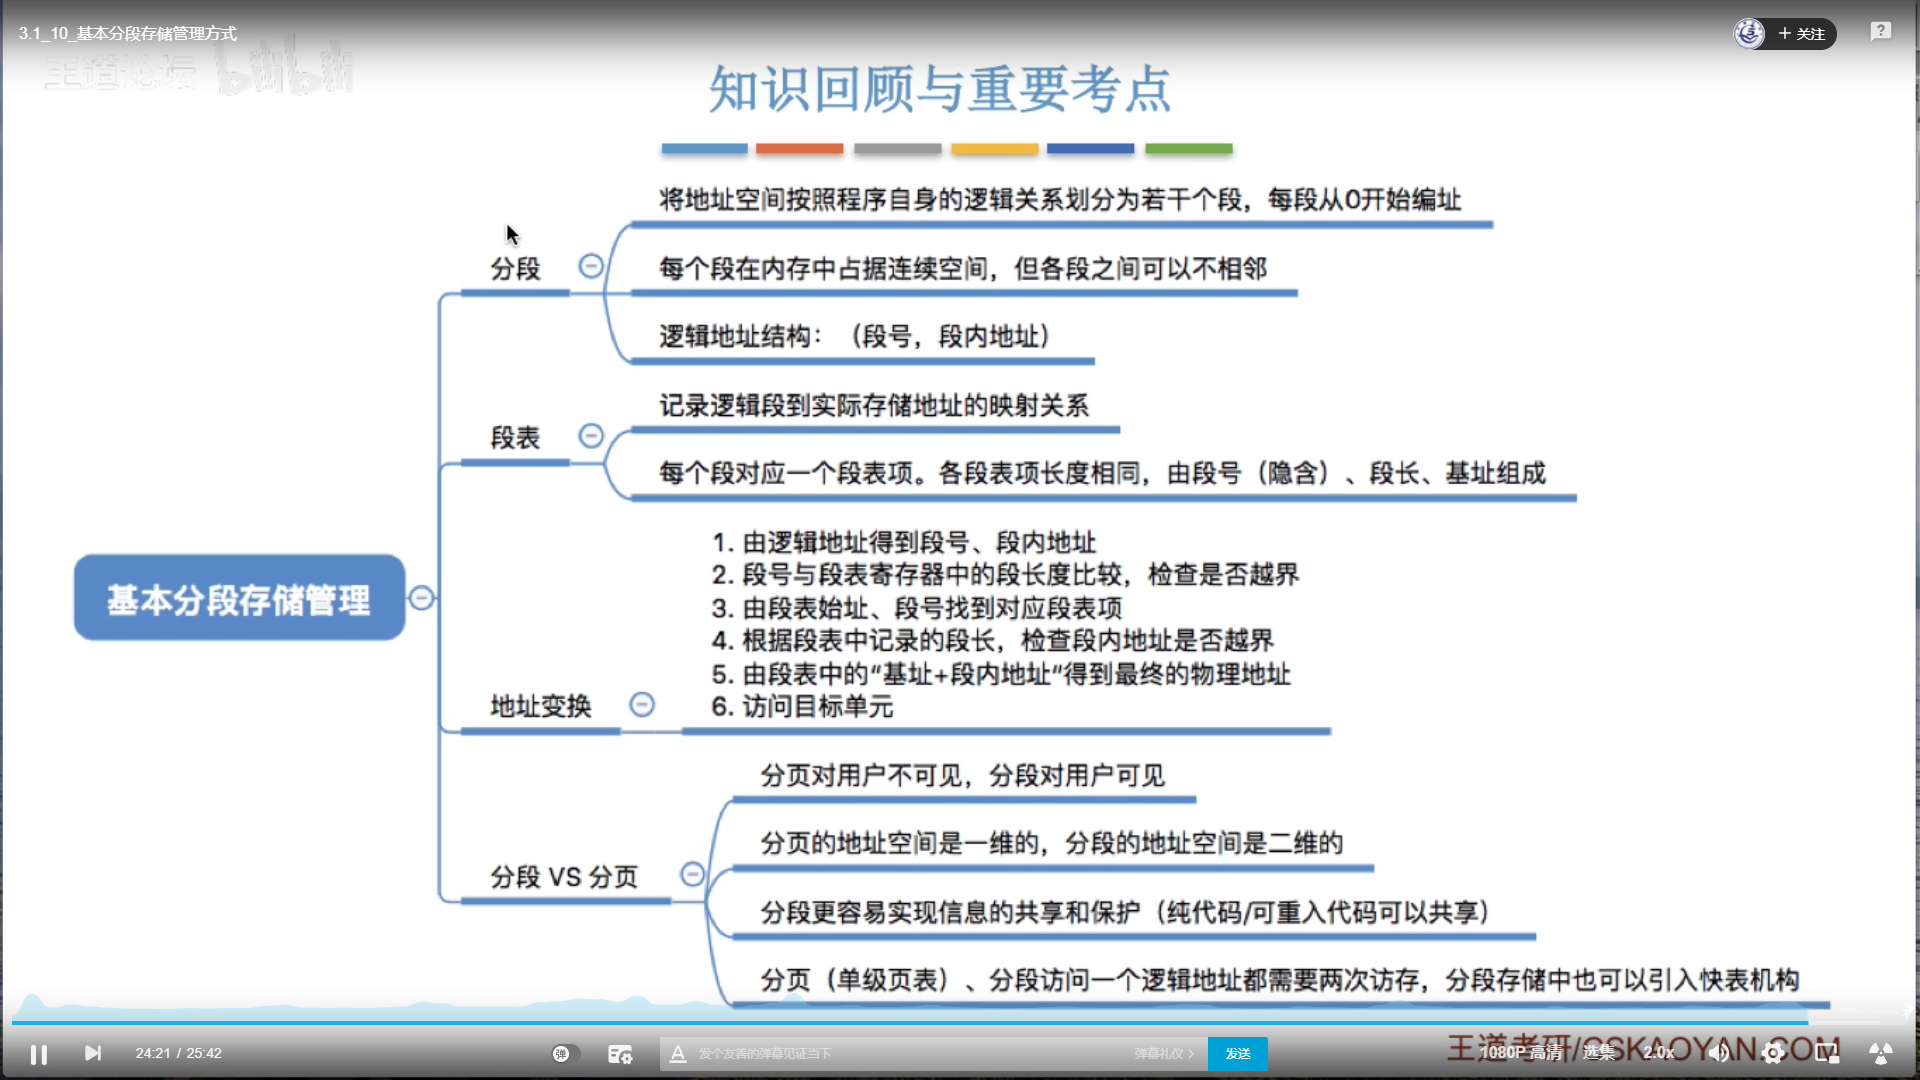 3.1_10_基本分段存储管理方式
+ 关注
王道论坛 bilibili
知识回顾与重要考点
将地址空间按照程序自身的逻辑关系划分为若干个段，每段从0开始编址
分段
每个段在内存中占据连续空间，但各段之间可以不相邻
逻辑地址结构：（段号，段内地址）
记录逻辑段到实际存储地址的映射关系
段表
每个段对应一个段表项。各段表项长度相同，由段号（隐含）、段长、基址组成
基本分段存储管理
1. 由逻辑地址得到段号、段内地址
2. 段号与段表寄存器中的段长度比较，检查是否越界
3. 由段表始址、段号找到对应段表项
4. 根据段表中记录的段长，检查段内地址是否越界
5. 由段表中的“基址+段内地址“得到最终的物理地址
6. 访问目标单元
地址变换
分页对用户不可见，分段对用户可见
分页的地址空间是一维的，分段的地址空间是二维的
分段 VS 分页
分段更容易实现信息的共享和保护（纯代码/可重入代码可以共享）
分页（单级页表）、分段访问一个逻辑地址都需要两次访存，分段存储中也可以引入快表机构
王道考研/CSKAOYAN.COM
24:21 / 25:42
弹
发个友善的弹幕见证当下
弹幕礼仪 >
发送
1080P 高清
选集
2.0x